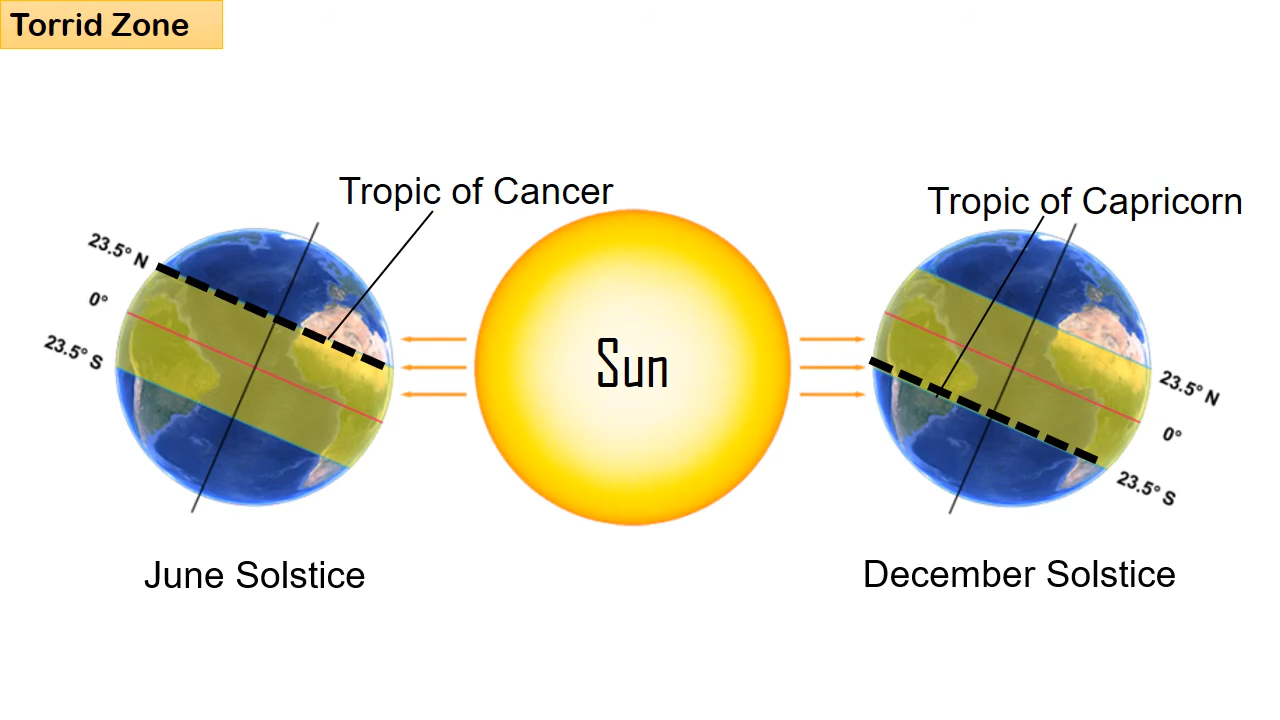 Torrid Zone
Tropic of Cancer
Tropic of Capricorn
23.5° N
0°
23.5° S
Sun
23.5° N
0°
23.5° S
June Solstice
December Solstice